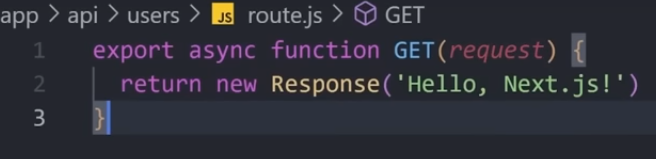 app > api > users > JS route.js > GET
1 export async function GET(request) {
2 return new Response('Hello, Next.js!')
3 }